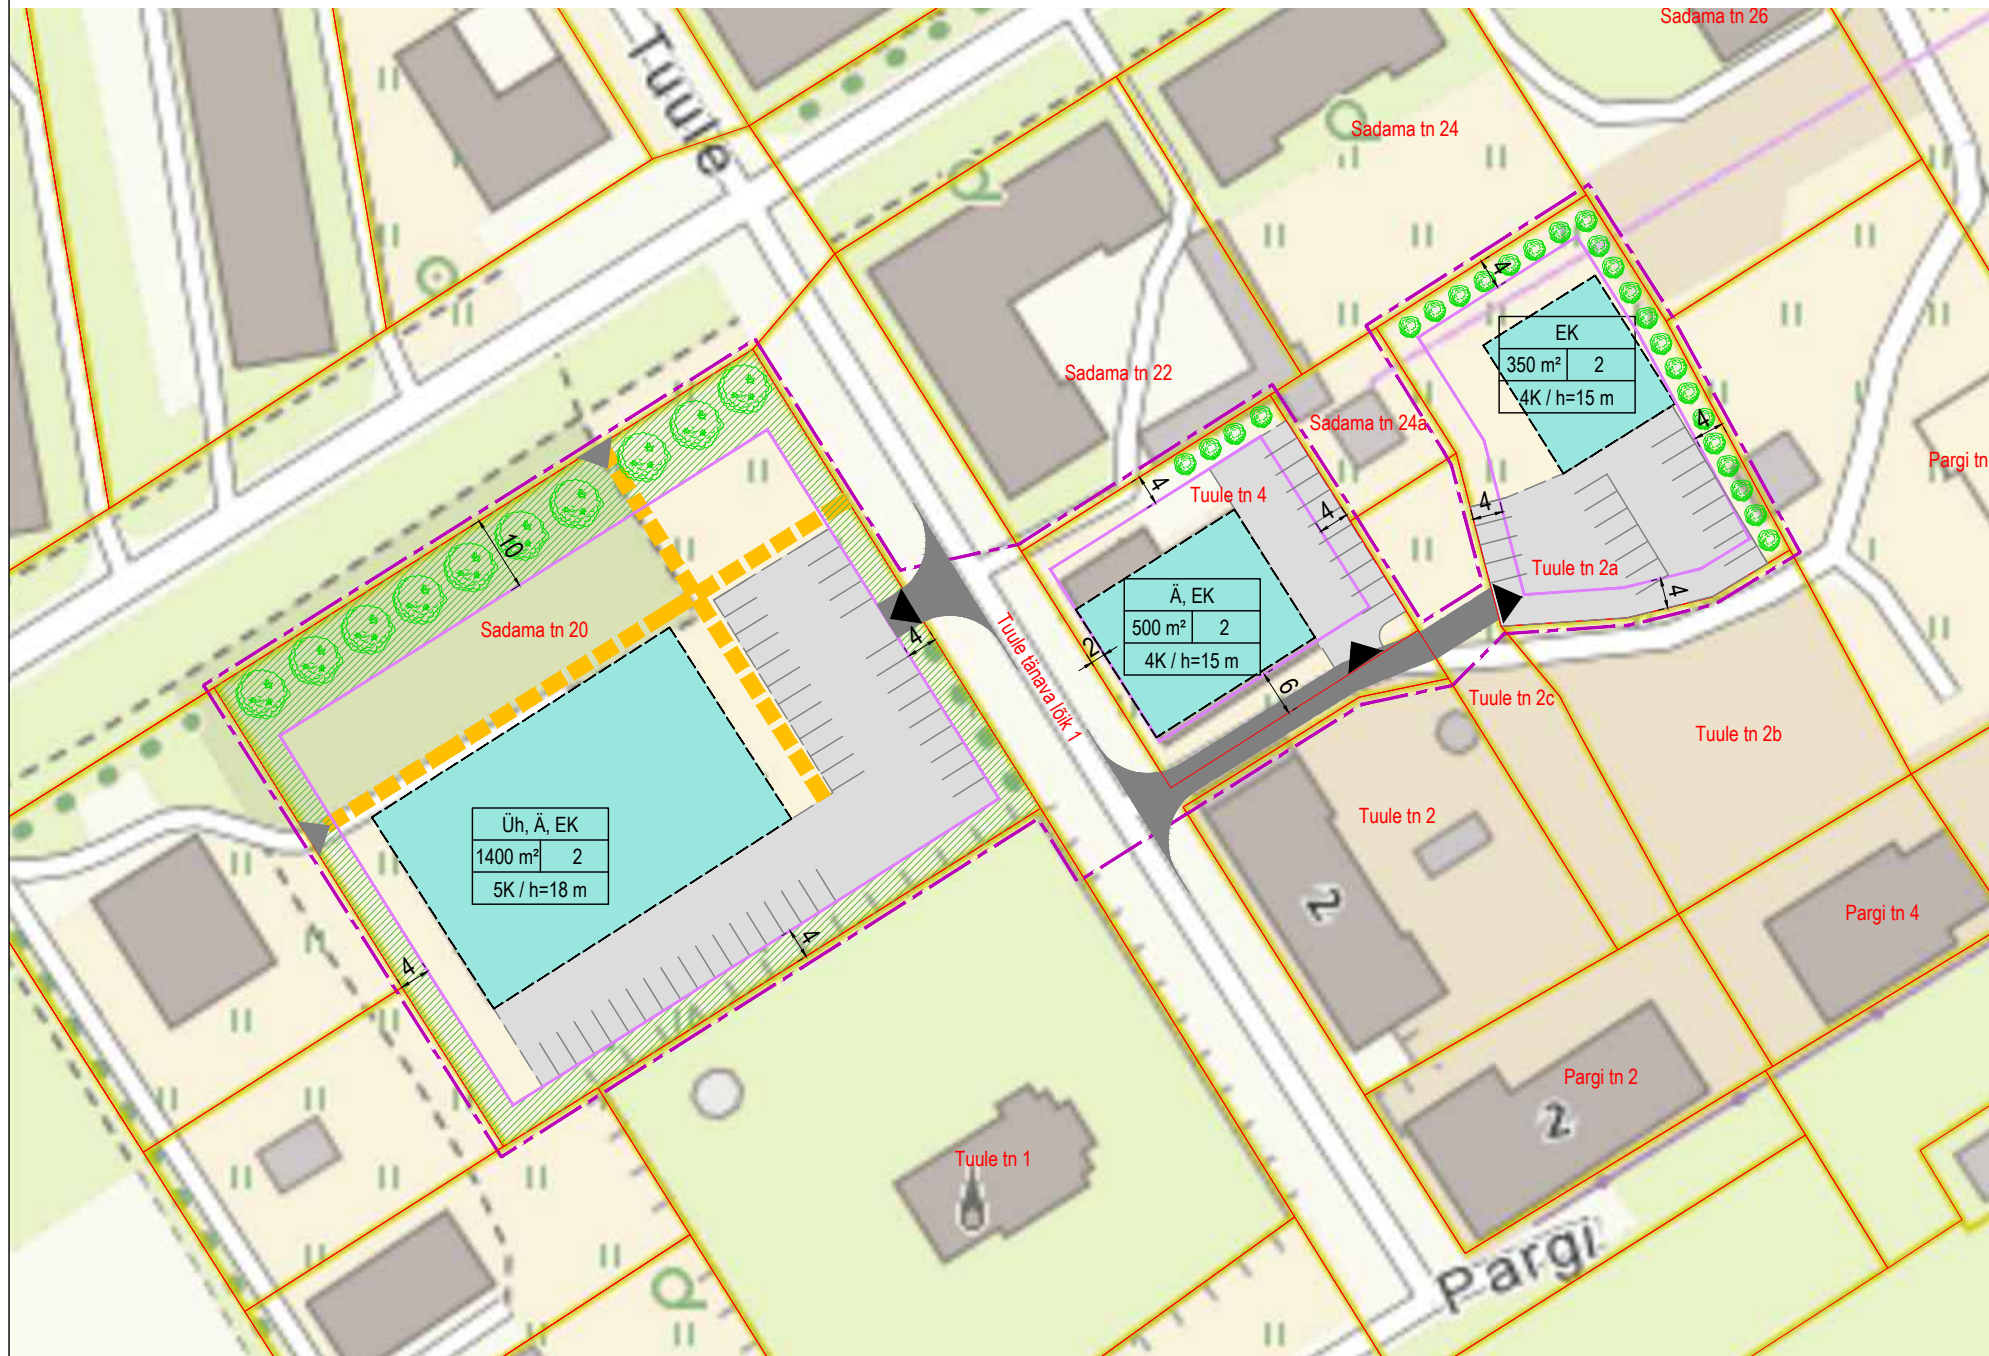 Sadama tn 26
Tuule
Sadama tn 24
Sadama tn 22
EK
350 m² 2
4K / h=15 m
4
4
Sadama tn 24a
Pargi tn
4
Tuule tn 4
4
4
10
Tuule tn 2a
4
Ä, EK
500 m² 2
4K / h=15 m
2
6
Sadama tn 20
4
Tuule tänava lõik 1
Tuule tn 2c
Tuule tn 2b
Üh, Ä, EK
1400 m² 2
5K / h=18 m
Tuule tn 2
2
Pargi tn 4
4
4
Pargi tn 2
2
Tuule tn 1
Pargi